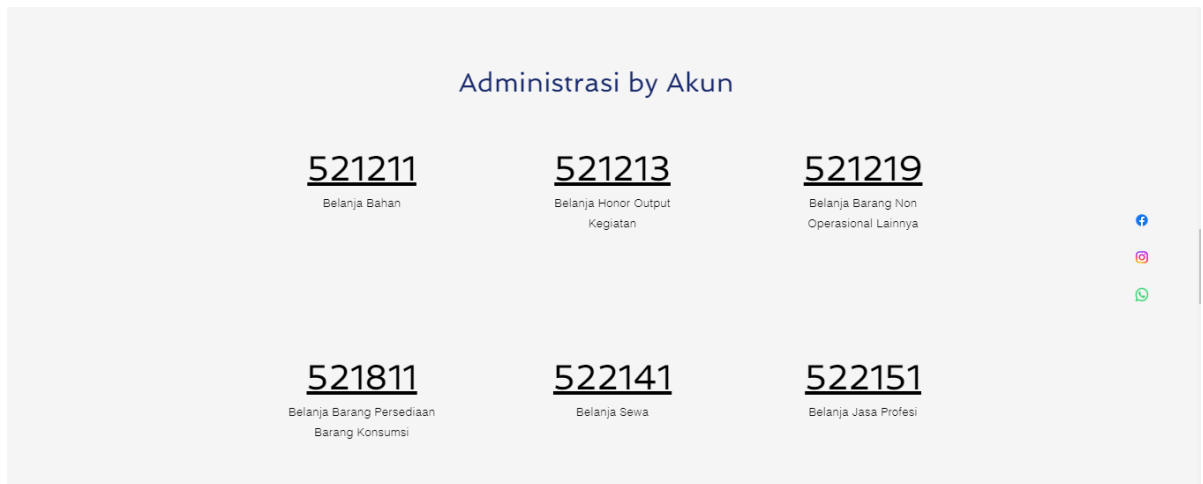 Administrasi by Akun
521211
Belanja Bahan
521213
Belanja Honor Output
Kegiatan
521219
Belanja Barang Non
Operasional Lainnya
521811
Belanja Barang Persediaan
Barang Konsumsi
522141
Belanja Sewa
522151
Belanja Jasa Profesi